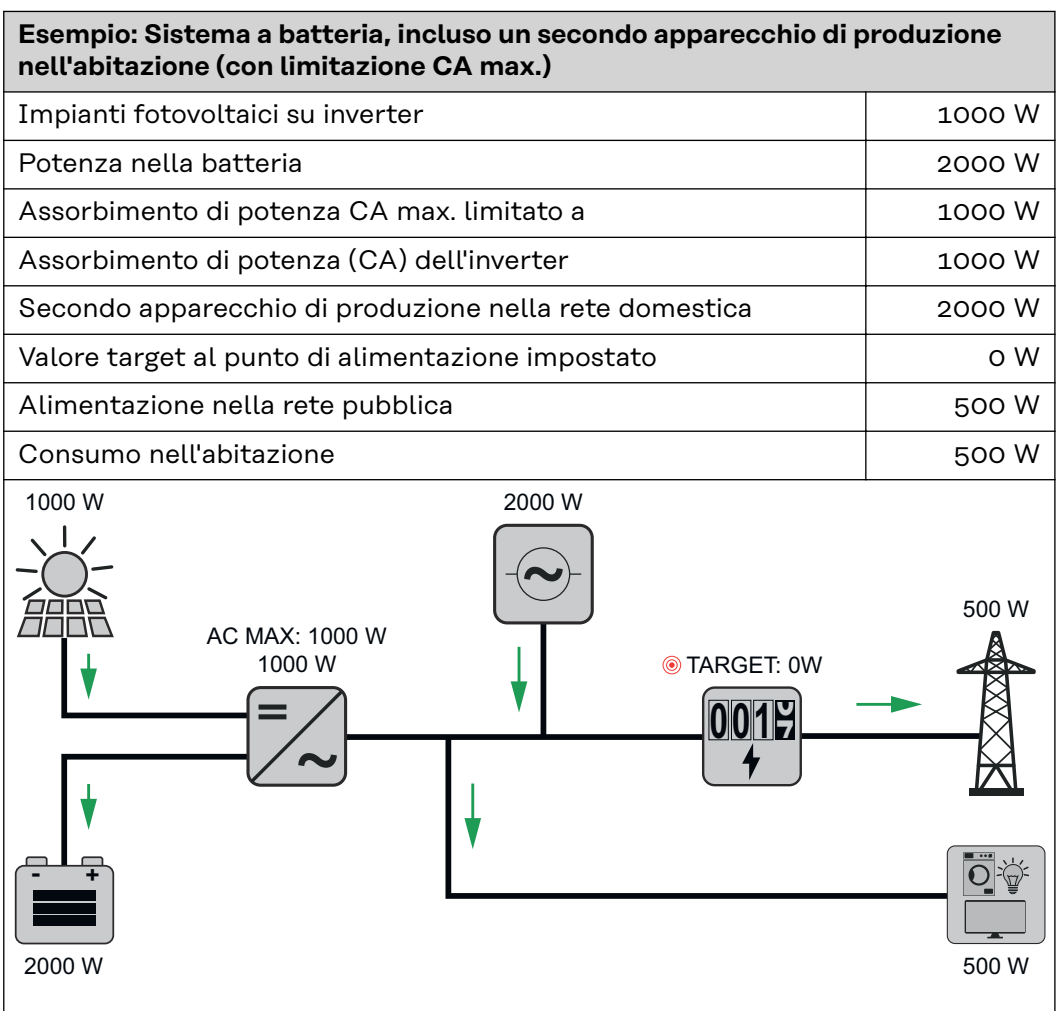 Esempio: Sistema a batteria, incluso un secondo apparecchio di produzione
nell'abitazione (con limitazione CA max.)
Impianti fotovoltaici su inverter 1000 W
Potenza nella batteria 2000 W
Assorbimento di potenza CA max. limitato a 1000 W
Assorbimento di potenza (CA) dell'inverter 1000 W
Secondo apparecchio di produzione nella rete domestica 2000 W
Valore target al punto di alimentazione impostato 0 W
Alimentazione nella rete pubblica 500 W
Consumo nell'abitazione 500 W
1000 W
2000 W
500 W
AC MAX: 1000 W
1000 W
TARGET: 0W
001
- +
2000 W
500 W